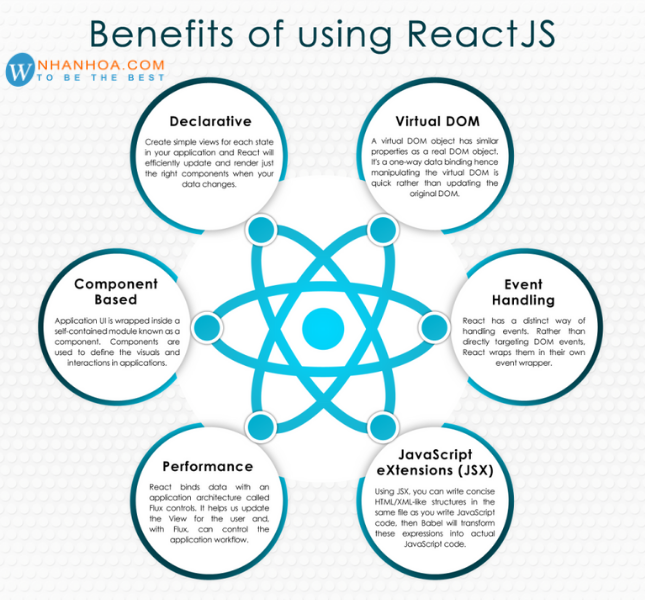 Benefits of using ReactJS
W NHANHOA.COM
TO BE THE BEST
Declarative
Create simple views for each state
in your application and React will
efficiently update and render just
the right components when your
data changes.
Virtual DOM
A virtual DOM object has similar
properties as a real DOM object.
It's a one-way data binding hence
manipulating the virtual DOM is
quick rather than updating the
original DOM.
Component
Based
Application UI is wrapped inside a
self-contained module known as a
component. Components are
used to define the visuals and
interactions in applications.
Event
Handling
React has a distinct way of
handling events. Rather than
directly targeting DOM events,
React wraps them in their own
event wrapper.
Performance
React binds data with an
application architecture called
Flux controls. It helps us update
the View for the user and,
with Flux, can control the
application workflow.
JavaScript
eXtensions (JSX)
Using JSX, you can write concise
HTML/XML-like structures in the
same file as you write JavaScript
code, then Babel will transform
these expressions into actual
JavaScript code.